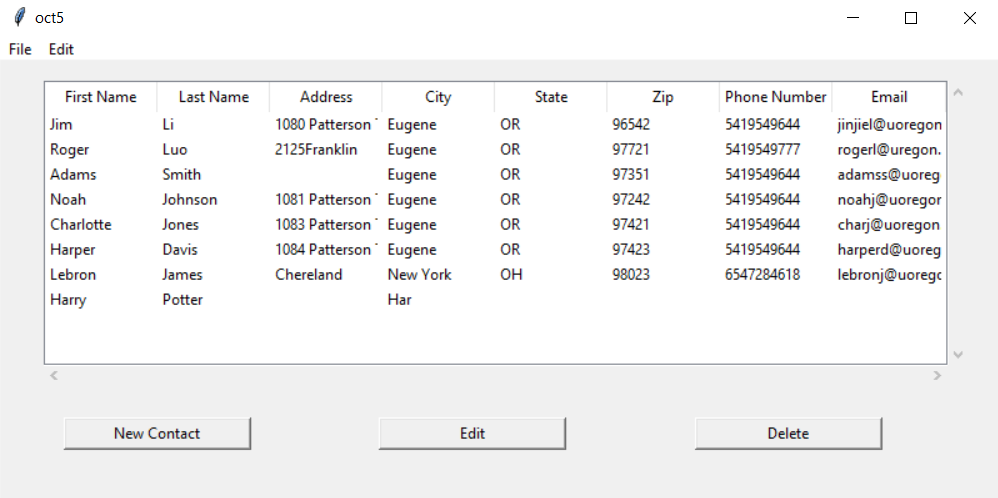 oct5
File Edit
First Name Last Name Address City State Zip Phone Number Email
Jim Li 1080 Patterson Eugene OR 96542 5419549644 jinjiel@uoregon
Roger Luo 2125Franklin Eugene OR 97721 5419549777 rogerl@uregon.
Adams Smith Eugene OR 97351 5419549644 adamss@uoreg
Noah Johnson 1081 Patterson Eugene OR 97242 5419549644 noahj@uoregon
Charlotte Jones 1083 Patterson Eugene OR 97421 5419549644 charj@uoregon
Harper Davis 1084 Patterson Eugene OR 97423 5419549644 harperd@uoreg
Lebron James Chereland New York OH 98023 6547284618 lebronj@uorego
Harry Potter Har
New Contact Edit Delete